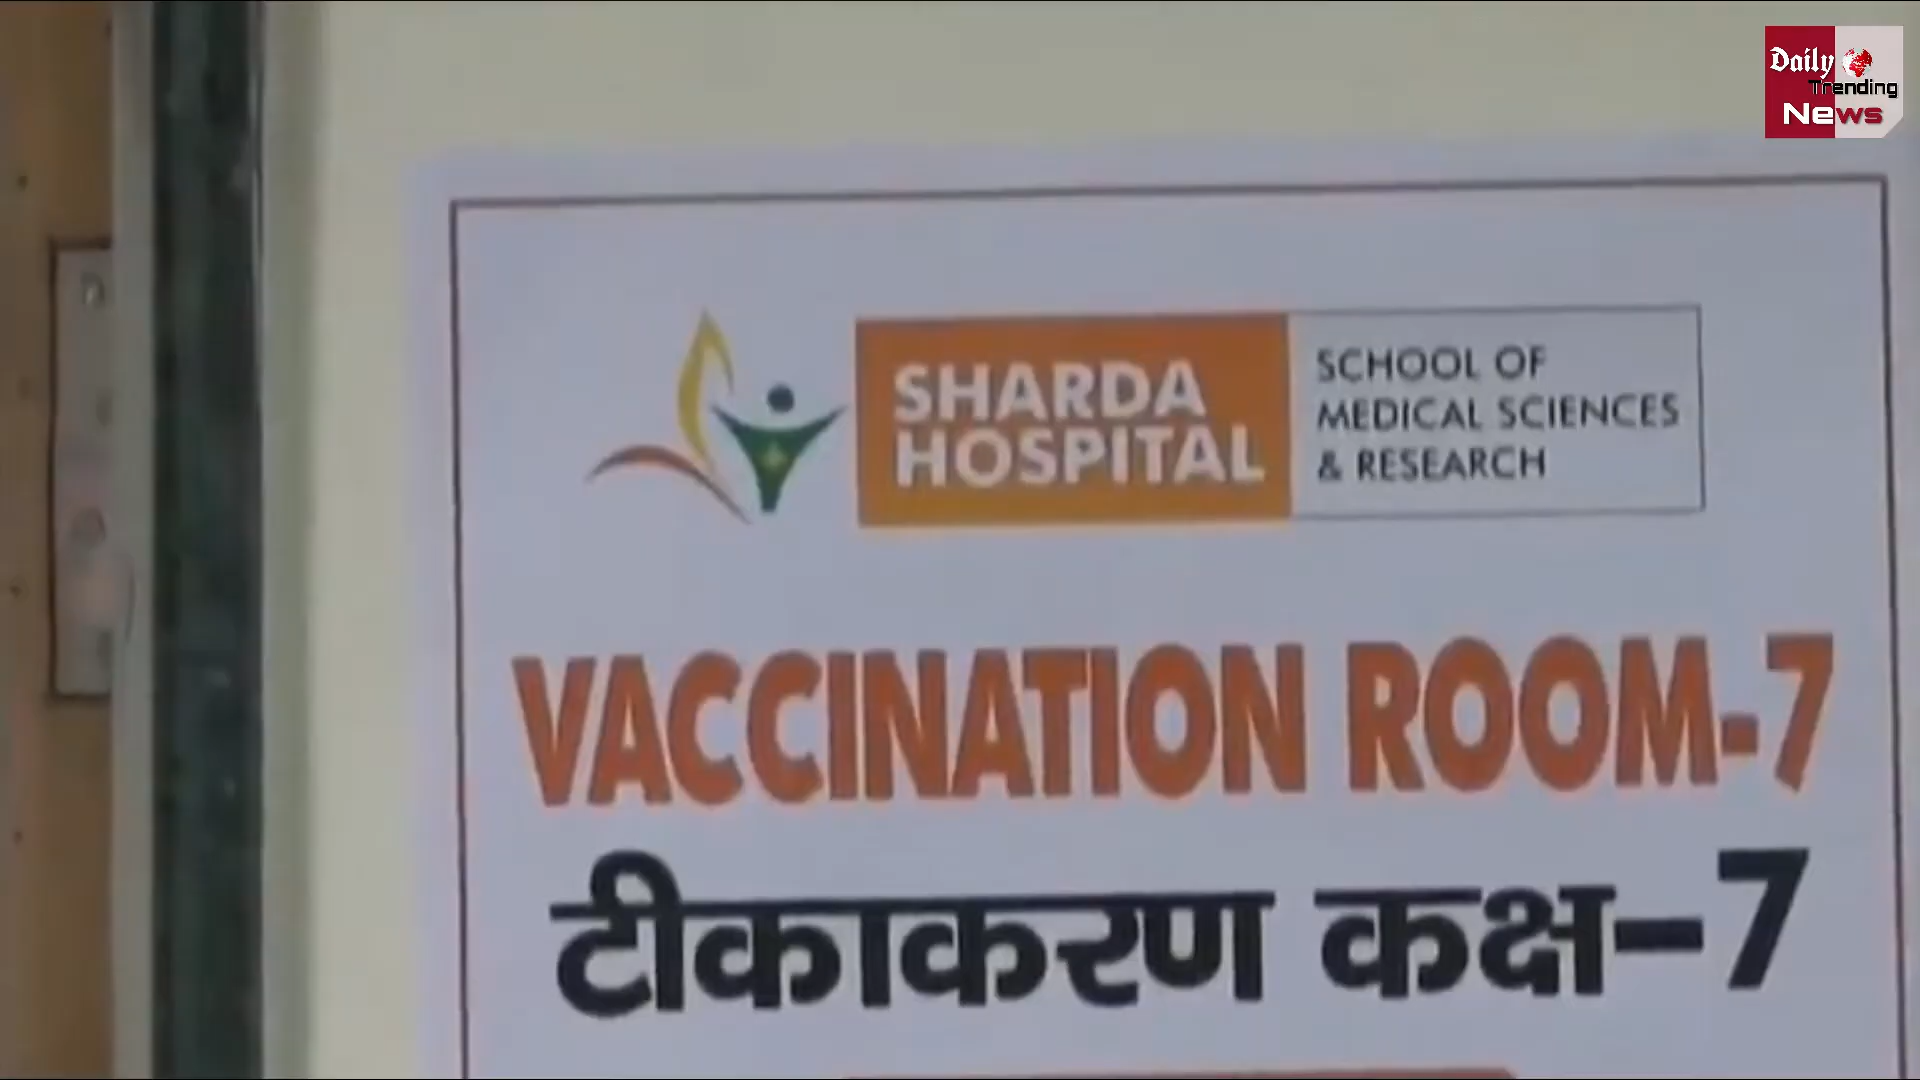 Daily
Trending
News
SHARDA
HOSPITAL
SCHOOL OF
MEDICAL SCIENCES
& RESEARCH
VACCINATION ROOM-7
टीकाकरण कक्ष-7